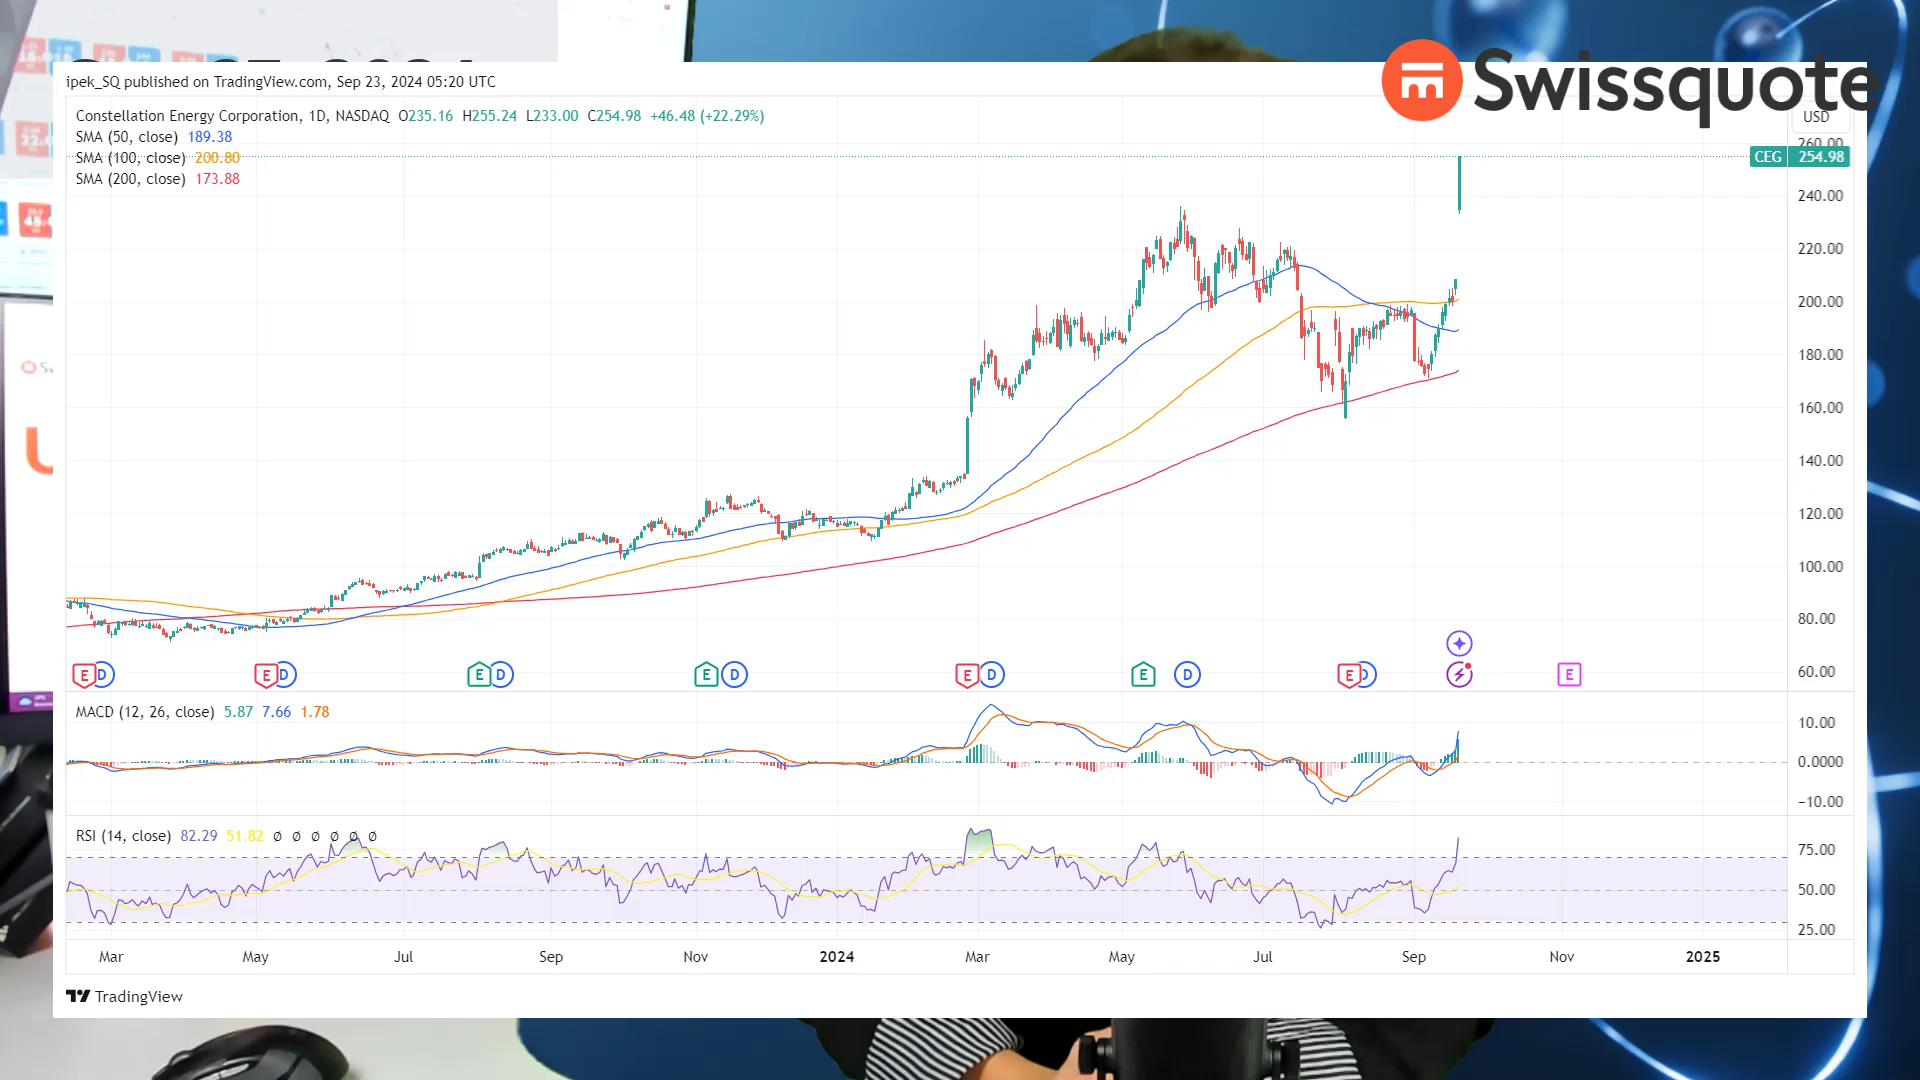 Swissquote
ipek_SQ published on TradingView.com, Sep 23, 2024 05:20 UTC
Constellation Energy Corporation, 1D, NASDAQ O235.16 H255.24 L233.00 C254.98 +46.48 (+22.29%)
USD
SMA (50, close) 189.38
SMA (100, close) 200.80
SMA (200, close) 173.88
260.00
CEG 254.98
240.00
220.00
200.00
180.00
160.00
140.00
120.00
100.00
80.00
60.00
E D E D E D E D E D E D E D E
MACD (12, 26, close) 5.87 7.66 1.78
10.00
0.0000
−10.00
RSI (14, close) 82.29 51.82 Ø Ø Ø Ø Ø Ø
75.00
50.00
25.00
Mar May Jul Sep Nov 2024 Mar May Jul Sep Nov 2025
TradingView